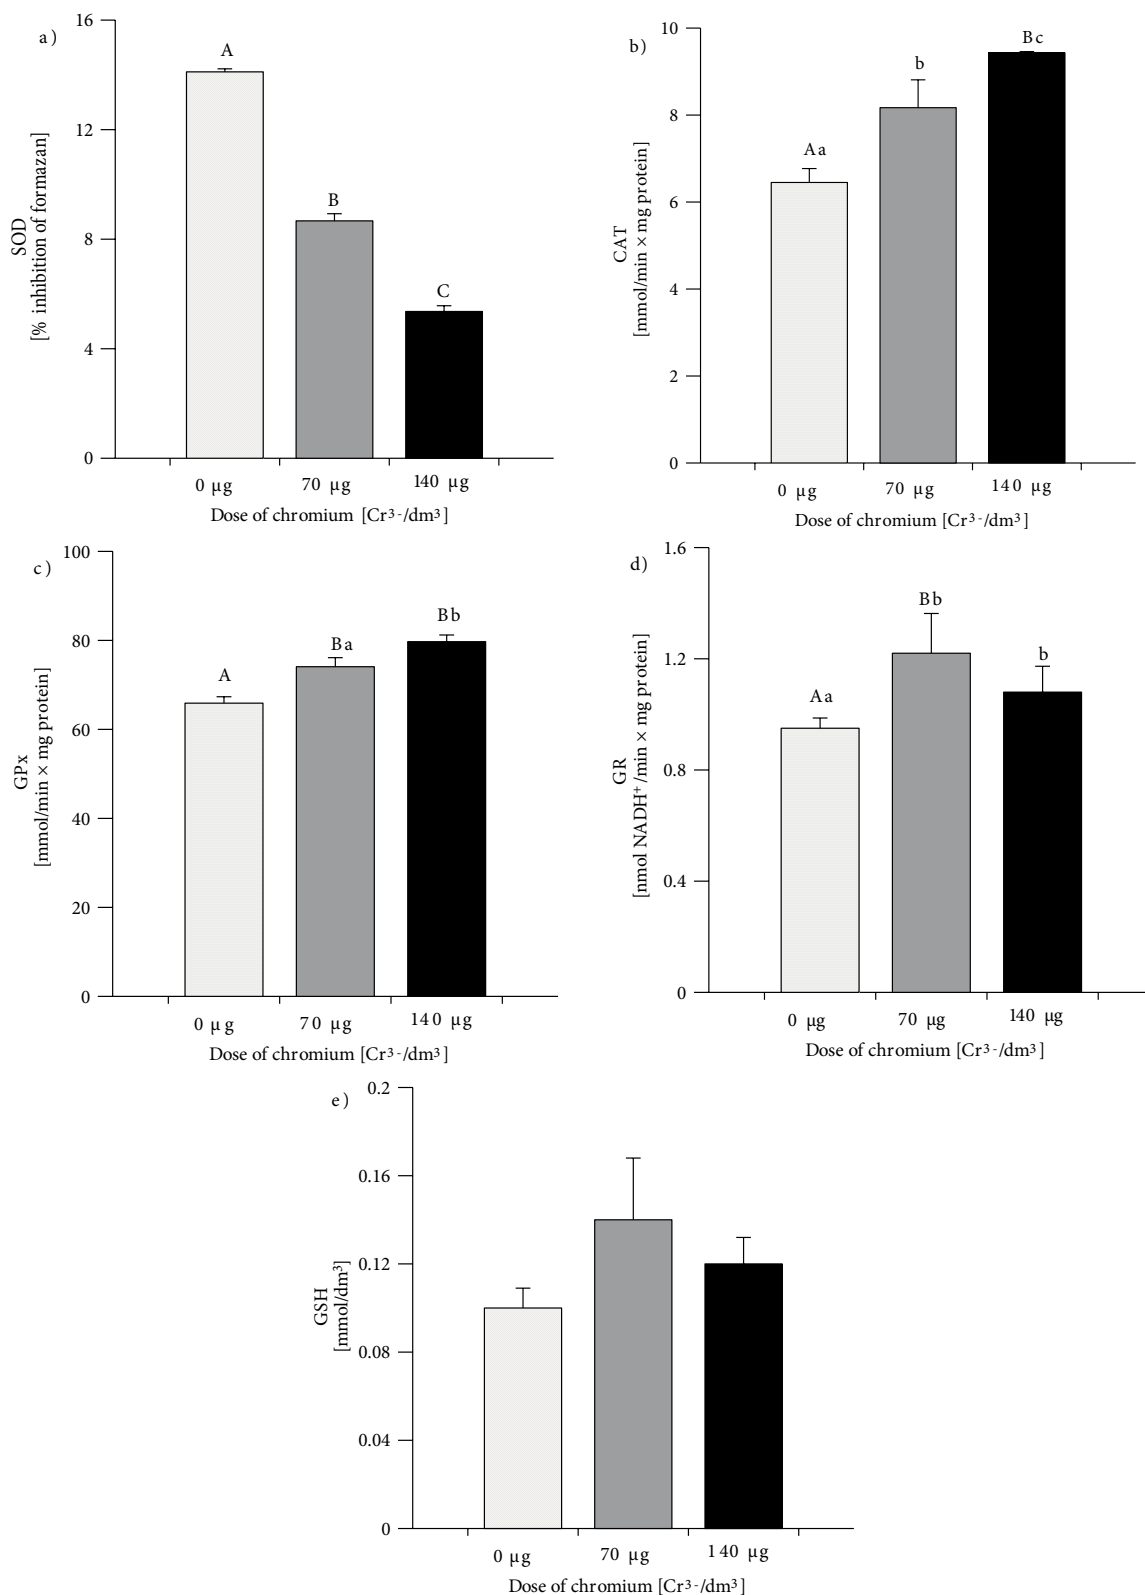 a)
16
12
8
4
0
SOD
[% inhibition of formazan]
A
B
C
0 μg
70 μg
140 μg
Dose of chromium [Cr³⁻/dm³]
b)
10
8
6
4
2
0
CAT
[mmol/min × mg protein]
Aa
b
Bc
0 μg
70 μg
140 μg
Dose of chromium [Cr³⁻/dm³]
c)
100
80
60
40
20
0
GPx
[mmol/min × mg protein]
A
Ba
Bb
0 μg
70 μg
140 μg
Dose of chromium [Cr³⁻/dm³]
d)
1.6
1.2
0.8
0.4
0
GR
[nmol NADH⁺/min × mg protein]
Aa
Bb
b
0 μg
70 μg
140 μg
Dose of chromium [Cr³⁻/dm³]
e)
0.2
0.16
0.12
0.08
0.04
0
GSH
[mmol/dm³]
0 μg
70 μg
140 μg
Dose of chromium [Cr³⁻/dm³]